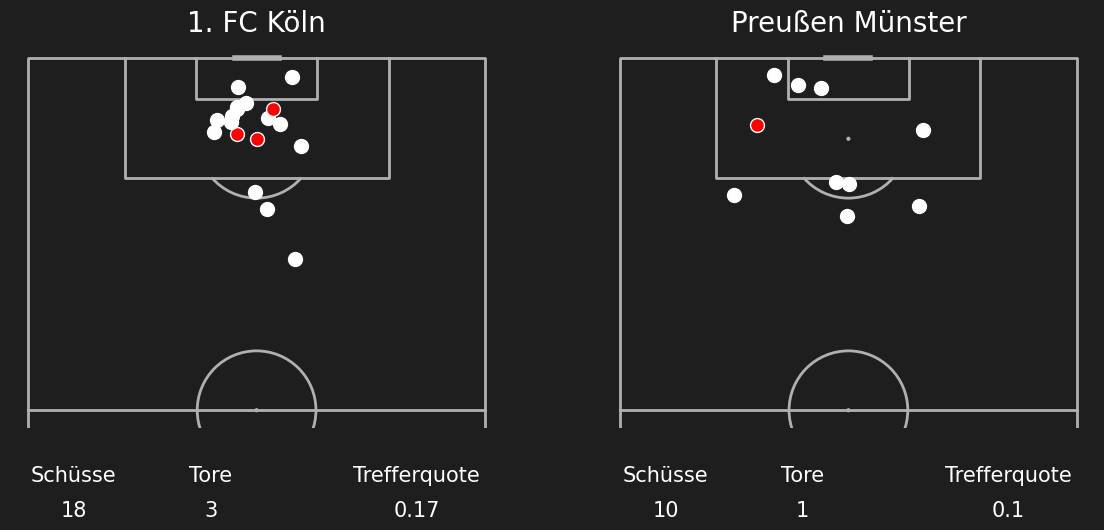 1. FC Köln
Preußen Münster
Schüsse Tore Trefferquote
18 3 0.17
Schüsse Tore Trefferquote
10 1 0.1